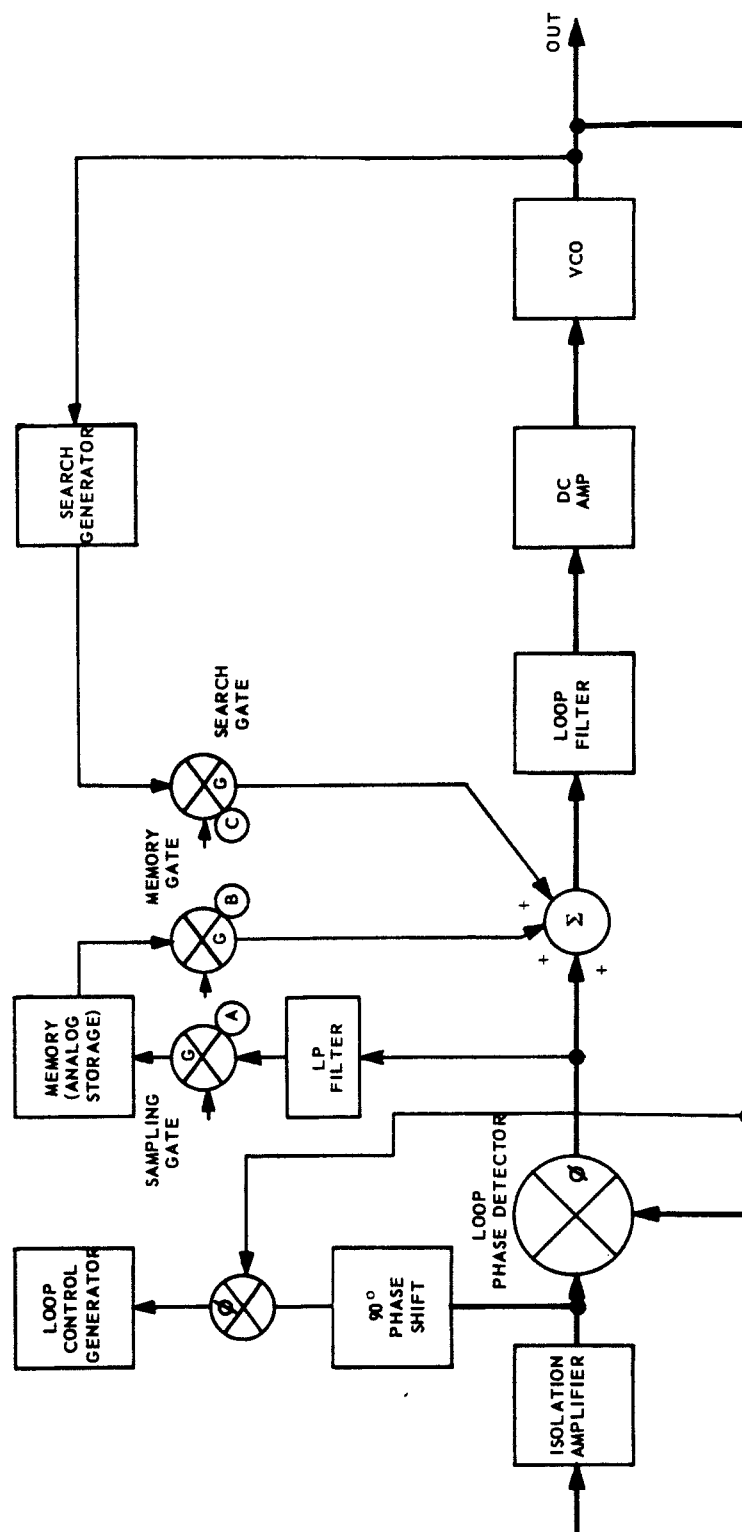 LOOP
CONTROL
GENERATOR
Ø
90°
PHASE
SHIFT
ISOLATION
AMPLIFIER
LOOP
PHASE DETECTOR
Ø
MEMORY
(ANALOG
STORAGE)
SAMPLING
GATE
G
A
LP
FILTER
MEMORY
GATE
G
B
SEARCH
GATE
G
C
+
+
+
Σ
SEARCH
GENERATOR
LOOP
FILTER
DC
AMP
VCO
OUT